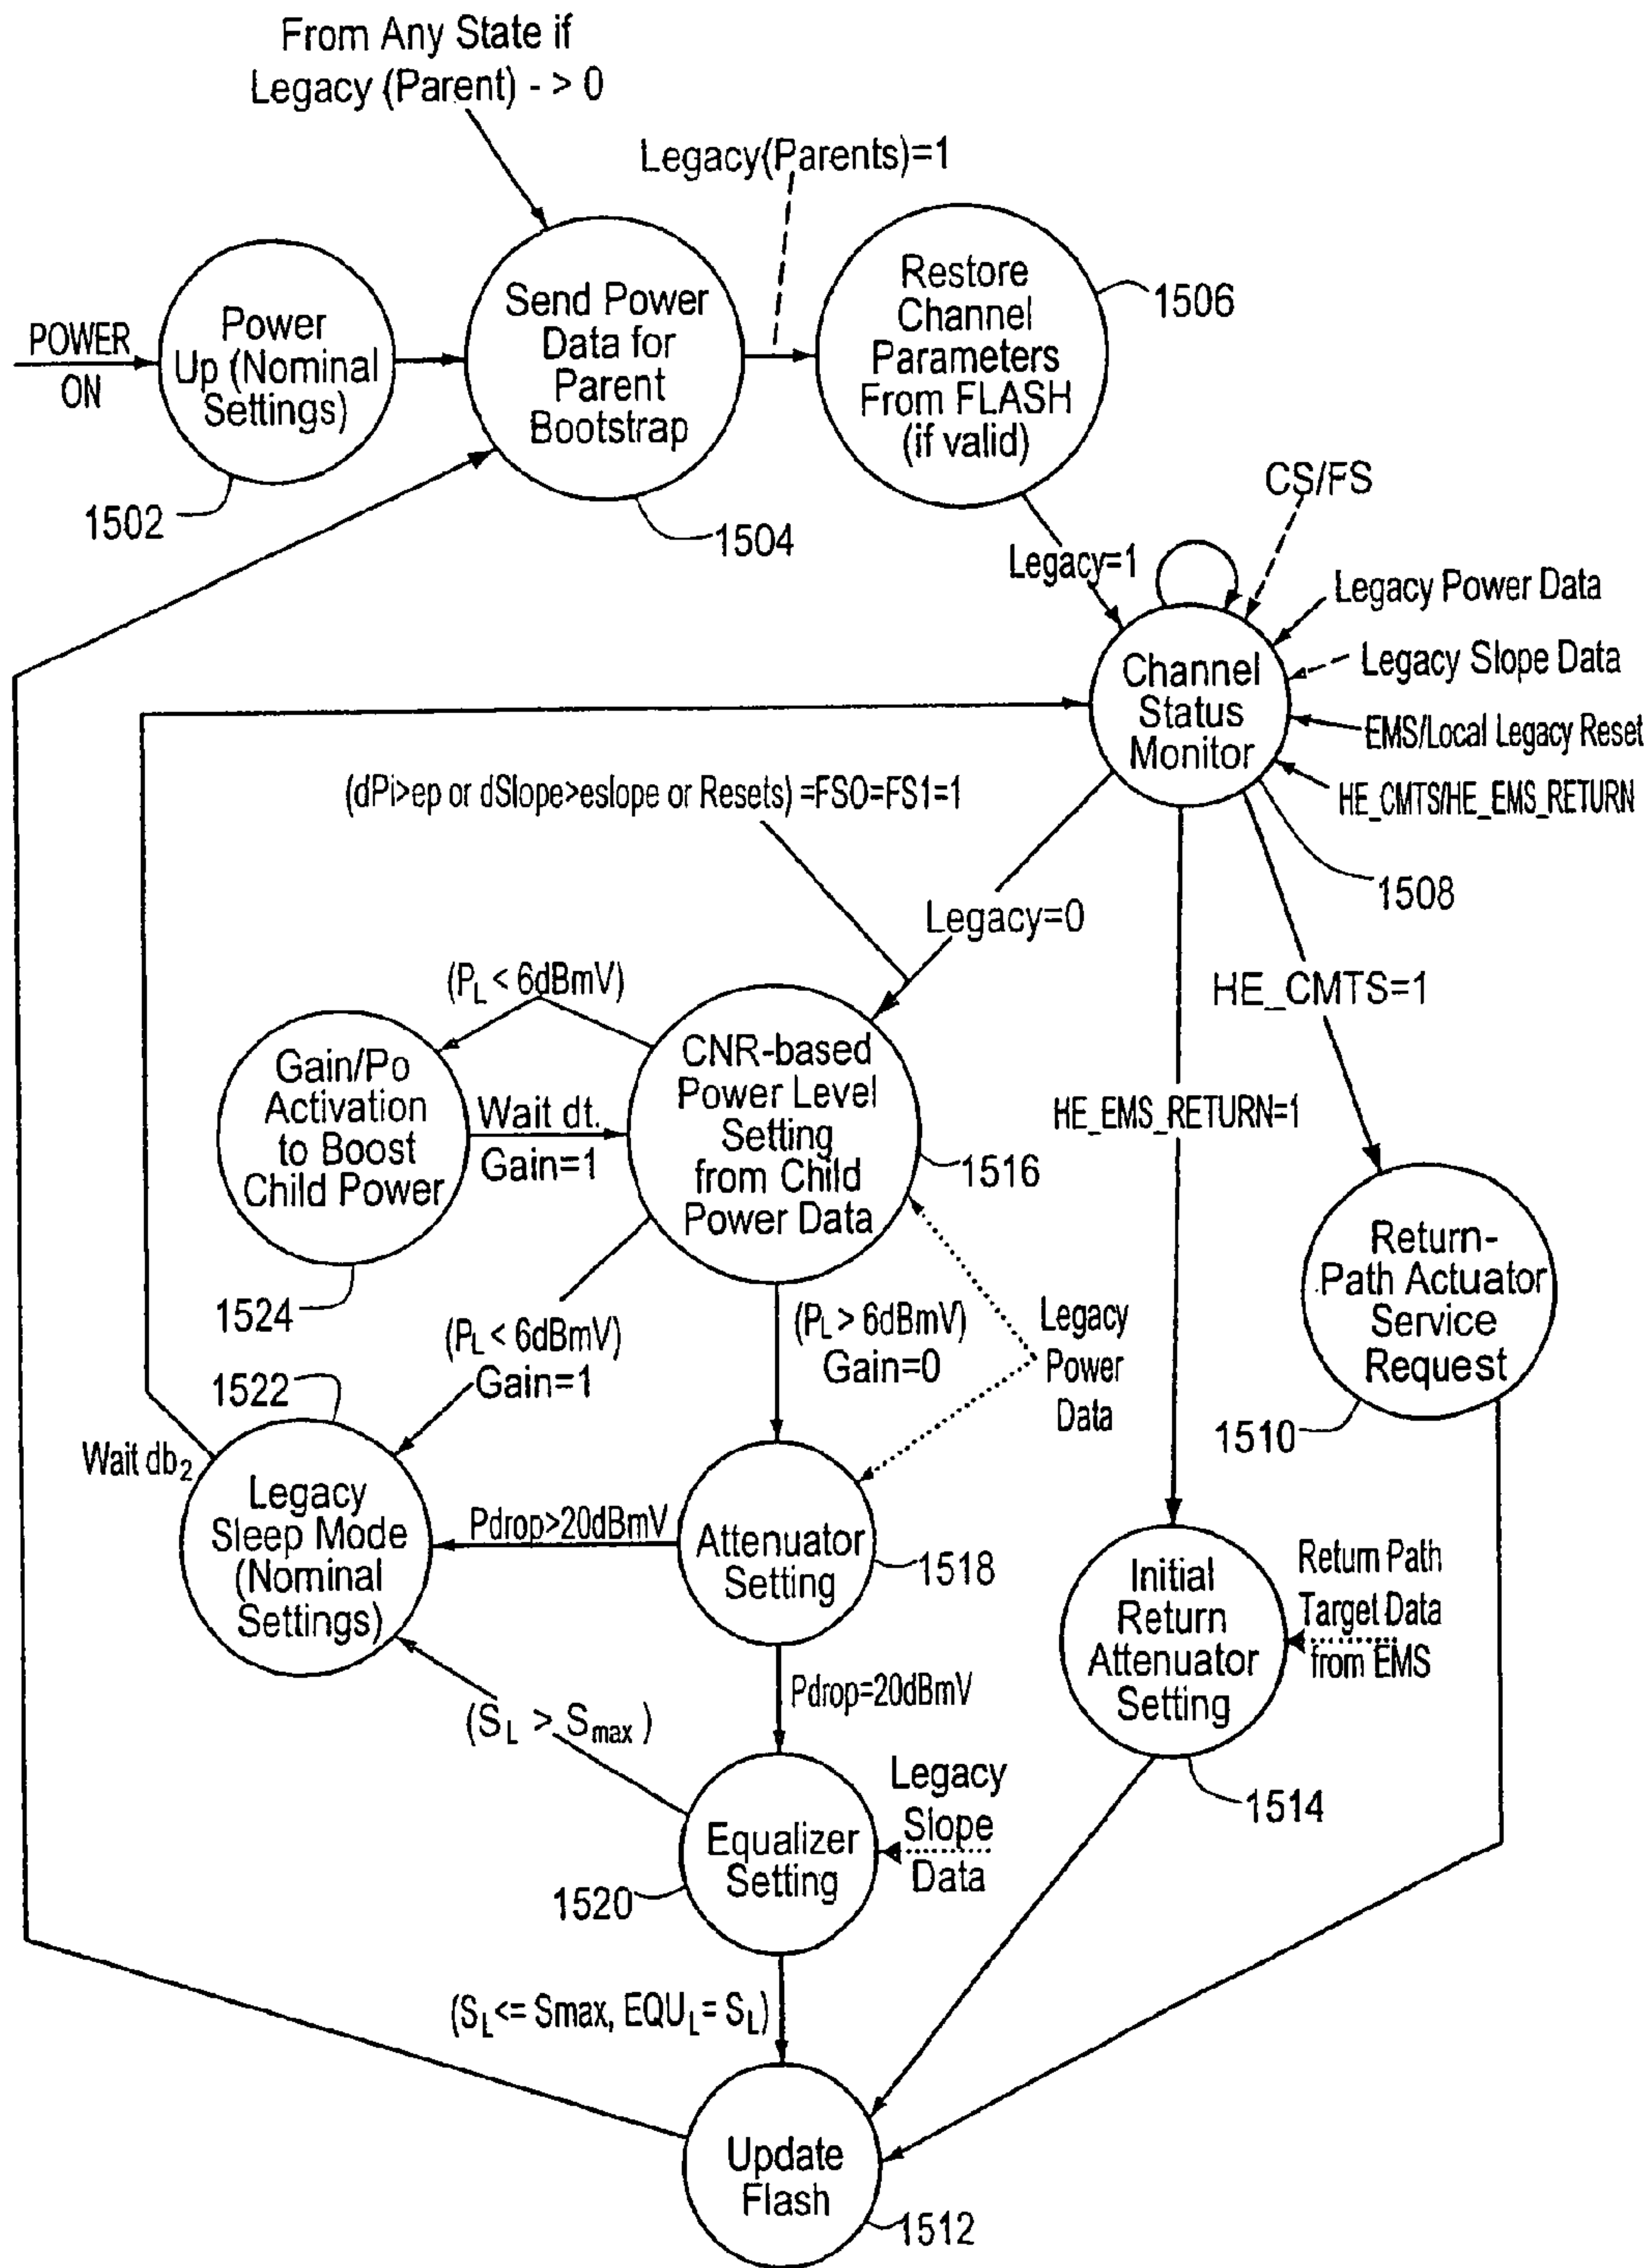 From Any State if
Legacy (Parent) - > 0
Legacy(Parents)=1
POWER
ON
Power
Up (Nominal
Settings)
1502
Send Power
Data for
Parent
Bootstrap
1504
Restore
Channel
Parameters
From FLASH
(if valid)
1506
CS/FS
Legacy=1
Legacy Power Data
Legacy Slope Data
EMS/Local Legacy Reset
HE_CMTS/HE_EMS_RETURN
Channel
Status
Monitor
1508
(dPi>ep or dSlope>eslope or Resets) =FS0=FS1=1
Legacy=0
HE_CMTS=1
HE_EMS_RETURN=1
(PL < 6dBmV)
Gain/Po
Activation
to Boost
Child Power
1524
Wait dt.
Gain=1
CNR-based
Power Level
Setting
from Child
Power Data
1516
Return-
Path Actuator
Service
Request
1510
(PL < 6dBmV)
Gain=1
(PL > 6dBmV)
Gain=0
Legacy
Power
Data
1522
Wait db2
Legacy
Sleep Mode
(Nominal
Settings)
Pdrop>20dBmV
Attenuator
Setting
1518
Initial
Return
Attenuator
Setting
1514
Return Path
Target Data
from EMS
Pdrop=20dBmV
(SL > Smax )
Equalizer
Setting
1520
Legacy
Slope
Data
(SL<= Smax, EQUL= SL)
Update
Flash
1512